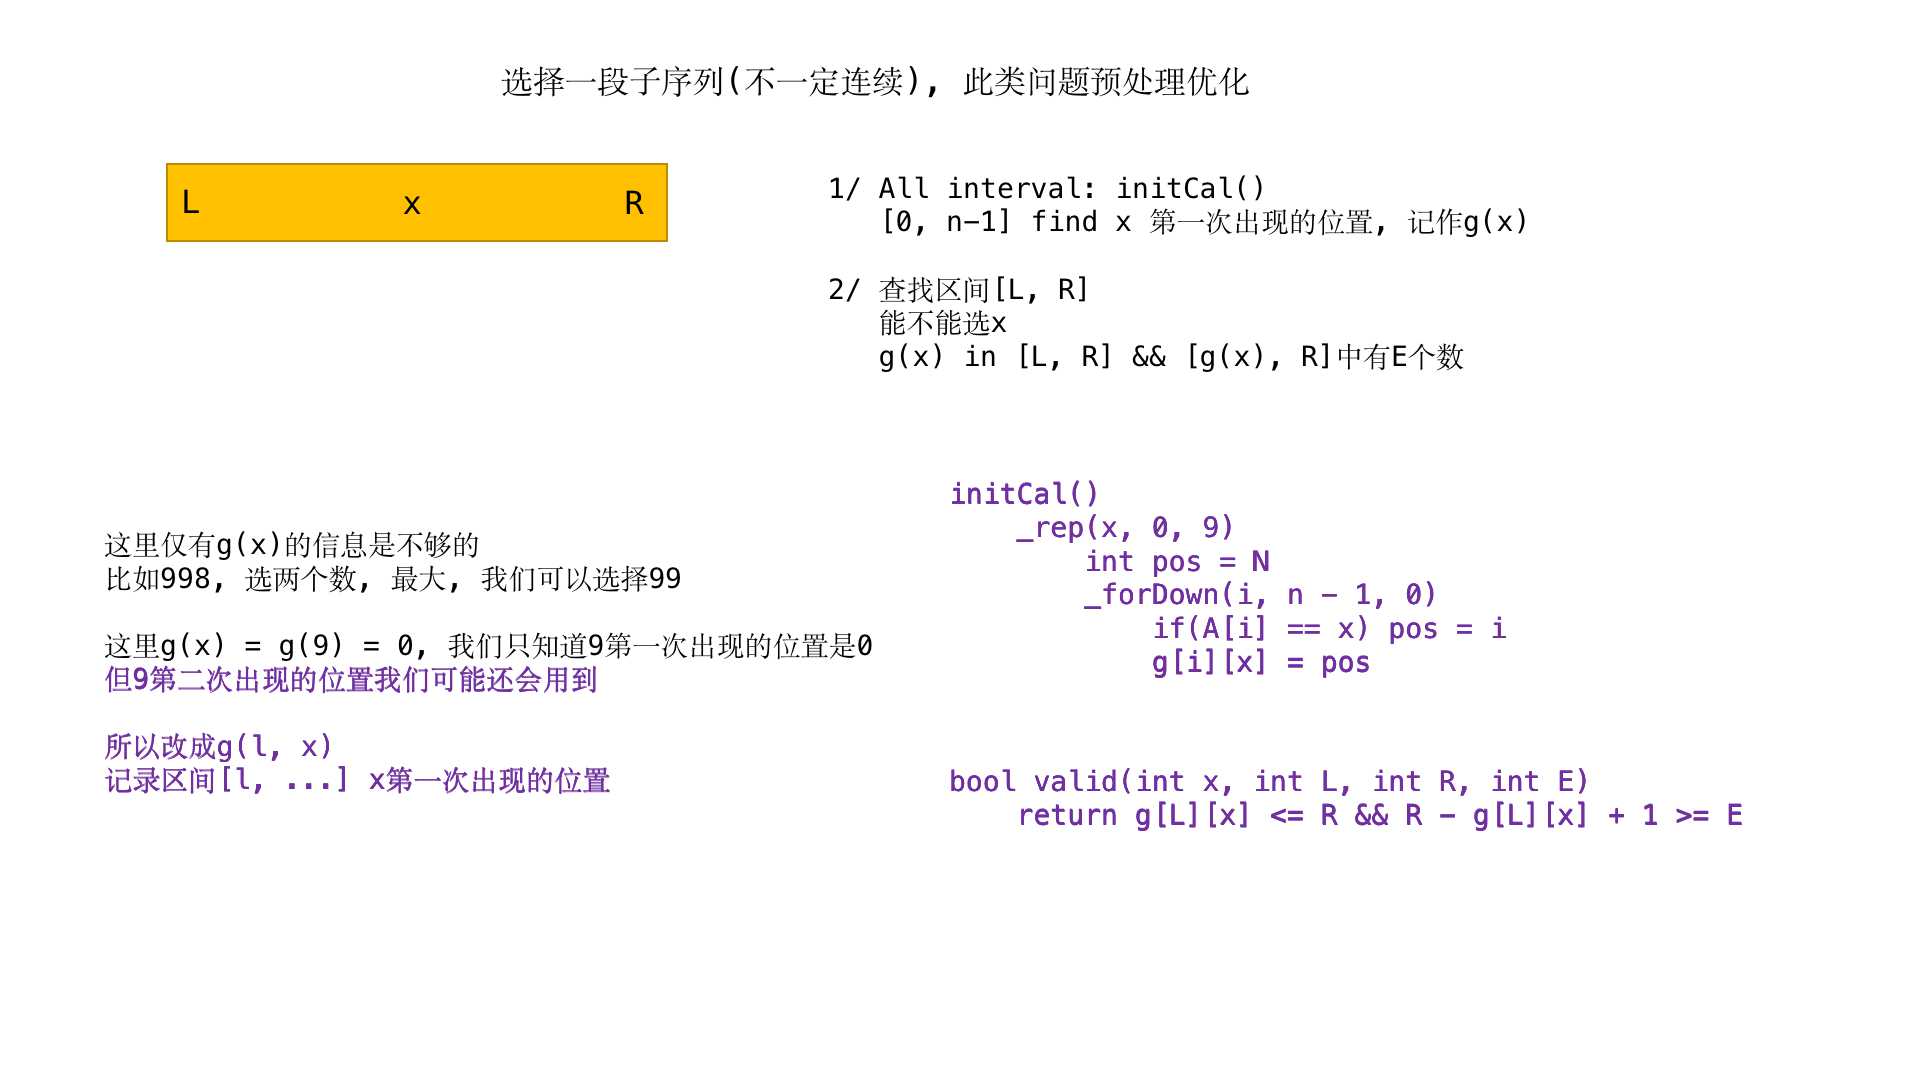 选择一段子序列(不一定连续), 此类问题预处理优化
L x R
1/ All interval: initCal()
[0, n-1] find x 第一次出现的位置, 记作g(x)
2/ 查找区间[L, R]
能不能选x
g(x) in [L, R] && [g(x), R]中有E个数
这里仅有g(x)的信息是不够的
比如998, 选两个数, 最大, 我们可以选择99
这里g(x) = g(9) = 0, 我们只知道9第一次出现的位置是0
但9第二次出现的位置我们可能还会用到
所以改成g(l, x)
记录区间[l, ...] x第一次出现的位置
initCal()
_rep(x, 0, 9)
int pos = N
_forDown(i, n - 1, 0)
if(A[i] == x) pos = i
g[i][x] = pos
bool valid(int x, int L, int R, int E)
return g[L][x] <= R && R - g[L][x] + 1 >= E